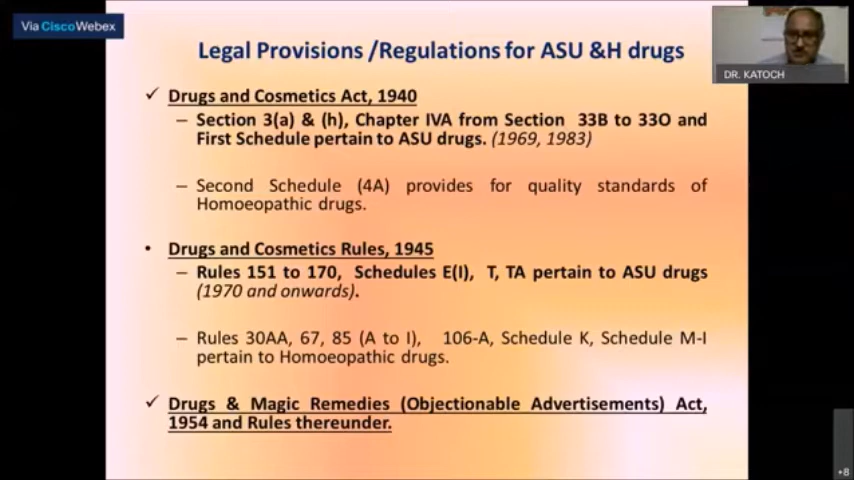 Via Cisco Webex
Legal Provisions /Regulations for ASU &H drugs
DR. KATOCH
✓ Drugs and Cosmetics Act, 1940
– Section 3(a) & (h), Chapter IVA from Section 33B to 33O and
First Schedule pertain to ASU drugs. (1969, 1983)
– Second Schedule (4A) provides for quality standards of
Homoeopathic drugs.
• Drugs and Cosmetics Rules, 1945
– Rules 151 to 170, Schedules E(I), T, TA pertain to ASU drugs
(1970 and onwards).
– Rules 30AA, 67, 85 (A to I), 106-A, Schedule K, Schedule M-I
pertain to Homoeopathic drugs.
✓ Drugs & Magic Remedies (Objectionable Advertisements) Act,
1954 and Rules thereunder.
+8